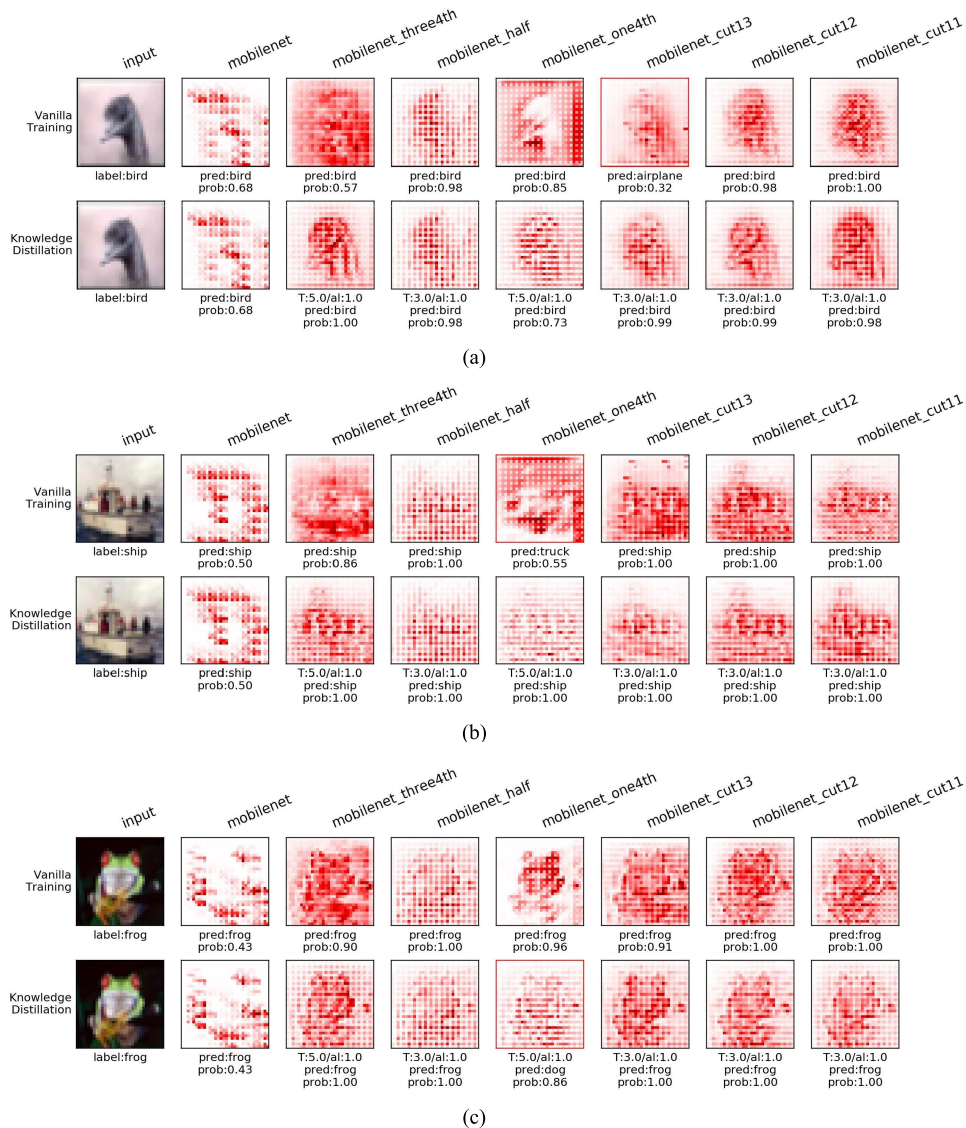 input mobilenet mobilenet_three4th mobilenet_half mobilenet_one4th mobilenet_cut13 mobilenet_cut12 mobilenet_cut11
Vanilla
Training
label:bird pred:bird pred:bird pred:bird pred:bird pred:airplane pred:bird pred:bird
prob:0.68 prob:0.57 prob:0.98 prob:0.85 prob:0.32 prob:0.98 prob:1.00
Knowledge
Distillation
label:bird pred:bird T:5.0/al:1.0 T:3.0/al:1.0 T:5.0/al:1.0 T:3.0/al:1.0 T:3.0/al:1.0 T:3.0/al:1.0
prob:0.68 pred:bird pred:bird pred:bird pred:bird pred:bird pred:bird
prob:1.00 prob:0.98 prob:0.73 prob:0.99 prob:0.99 prob:0.98
(a)
input mobilenet mobilenet_three4th mobilenet_half mobilenet_one4th mobilenet_cut13 mobilenet_cut12 mobilenet_cut11
Vanilla
Training
label:ship pred:ship pred:ship pred:ship pred:truck pred:ship pred:ship pred:ship
prob:0.50 prob:0.86 prob:1.00 prob:0.55 prob:1.00 prob:1.00 prob:1.00
Knowledge
Distillation
label:ship pred:ship T:5.0/al:1.0 T:3.0/al:1.0 T:5.0/al:1.0 T:3.0/al:1.0 T:3.0/al:1.0 T:3.0/al:1.0
prob:0.50 pred:ship pred:ship pred:ship pred:ship pred:ship pred:ship
prob:1.00 prob:1.00 prob:1.00 prob:1.00 prob:1.00 prob:1.00
(b)
input mobilenet mobilenet_three4th mobilenet_half mobilenet_one4th mobilenet_cut13 mobilenet_cut12 mobilenet_cut11
Vanilla
Training
label:frog pred:frog pred:frog pred:frog pred:frog pred:frog pred:frog pred:frog
prob:0.43 prob:0.90 prob:1.00 prob:0.96 prob:0.91 prob:1.00 prob:1.00
Knowledge
Distillation
label:frog pred:frog T:5.0/al:1.0 T:3.0/al:1.0 T:5.0/al:1.0 T:3.0/al:1.0 T:3.0/al:1.0 T:3.0/al:1.0
prob:0.43 pred:frog pred:frog pred:dog pred:frog pred:frog pred:frog
prob:1.00 prob:1.00 prob:0.86 prob:1.00 prob:1.00 prob:1.00
(c)